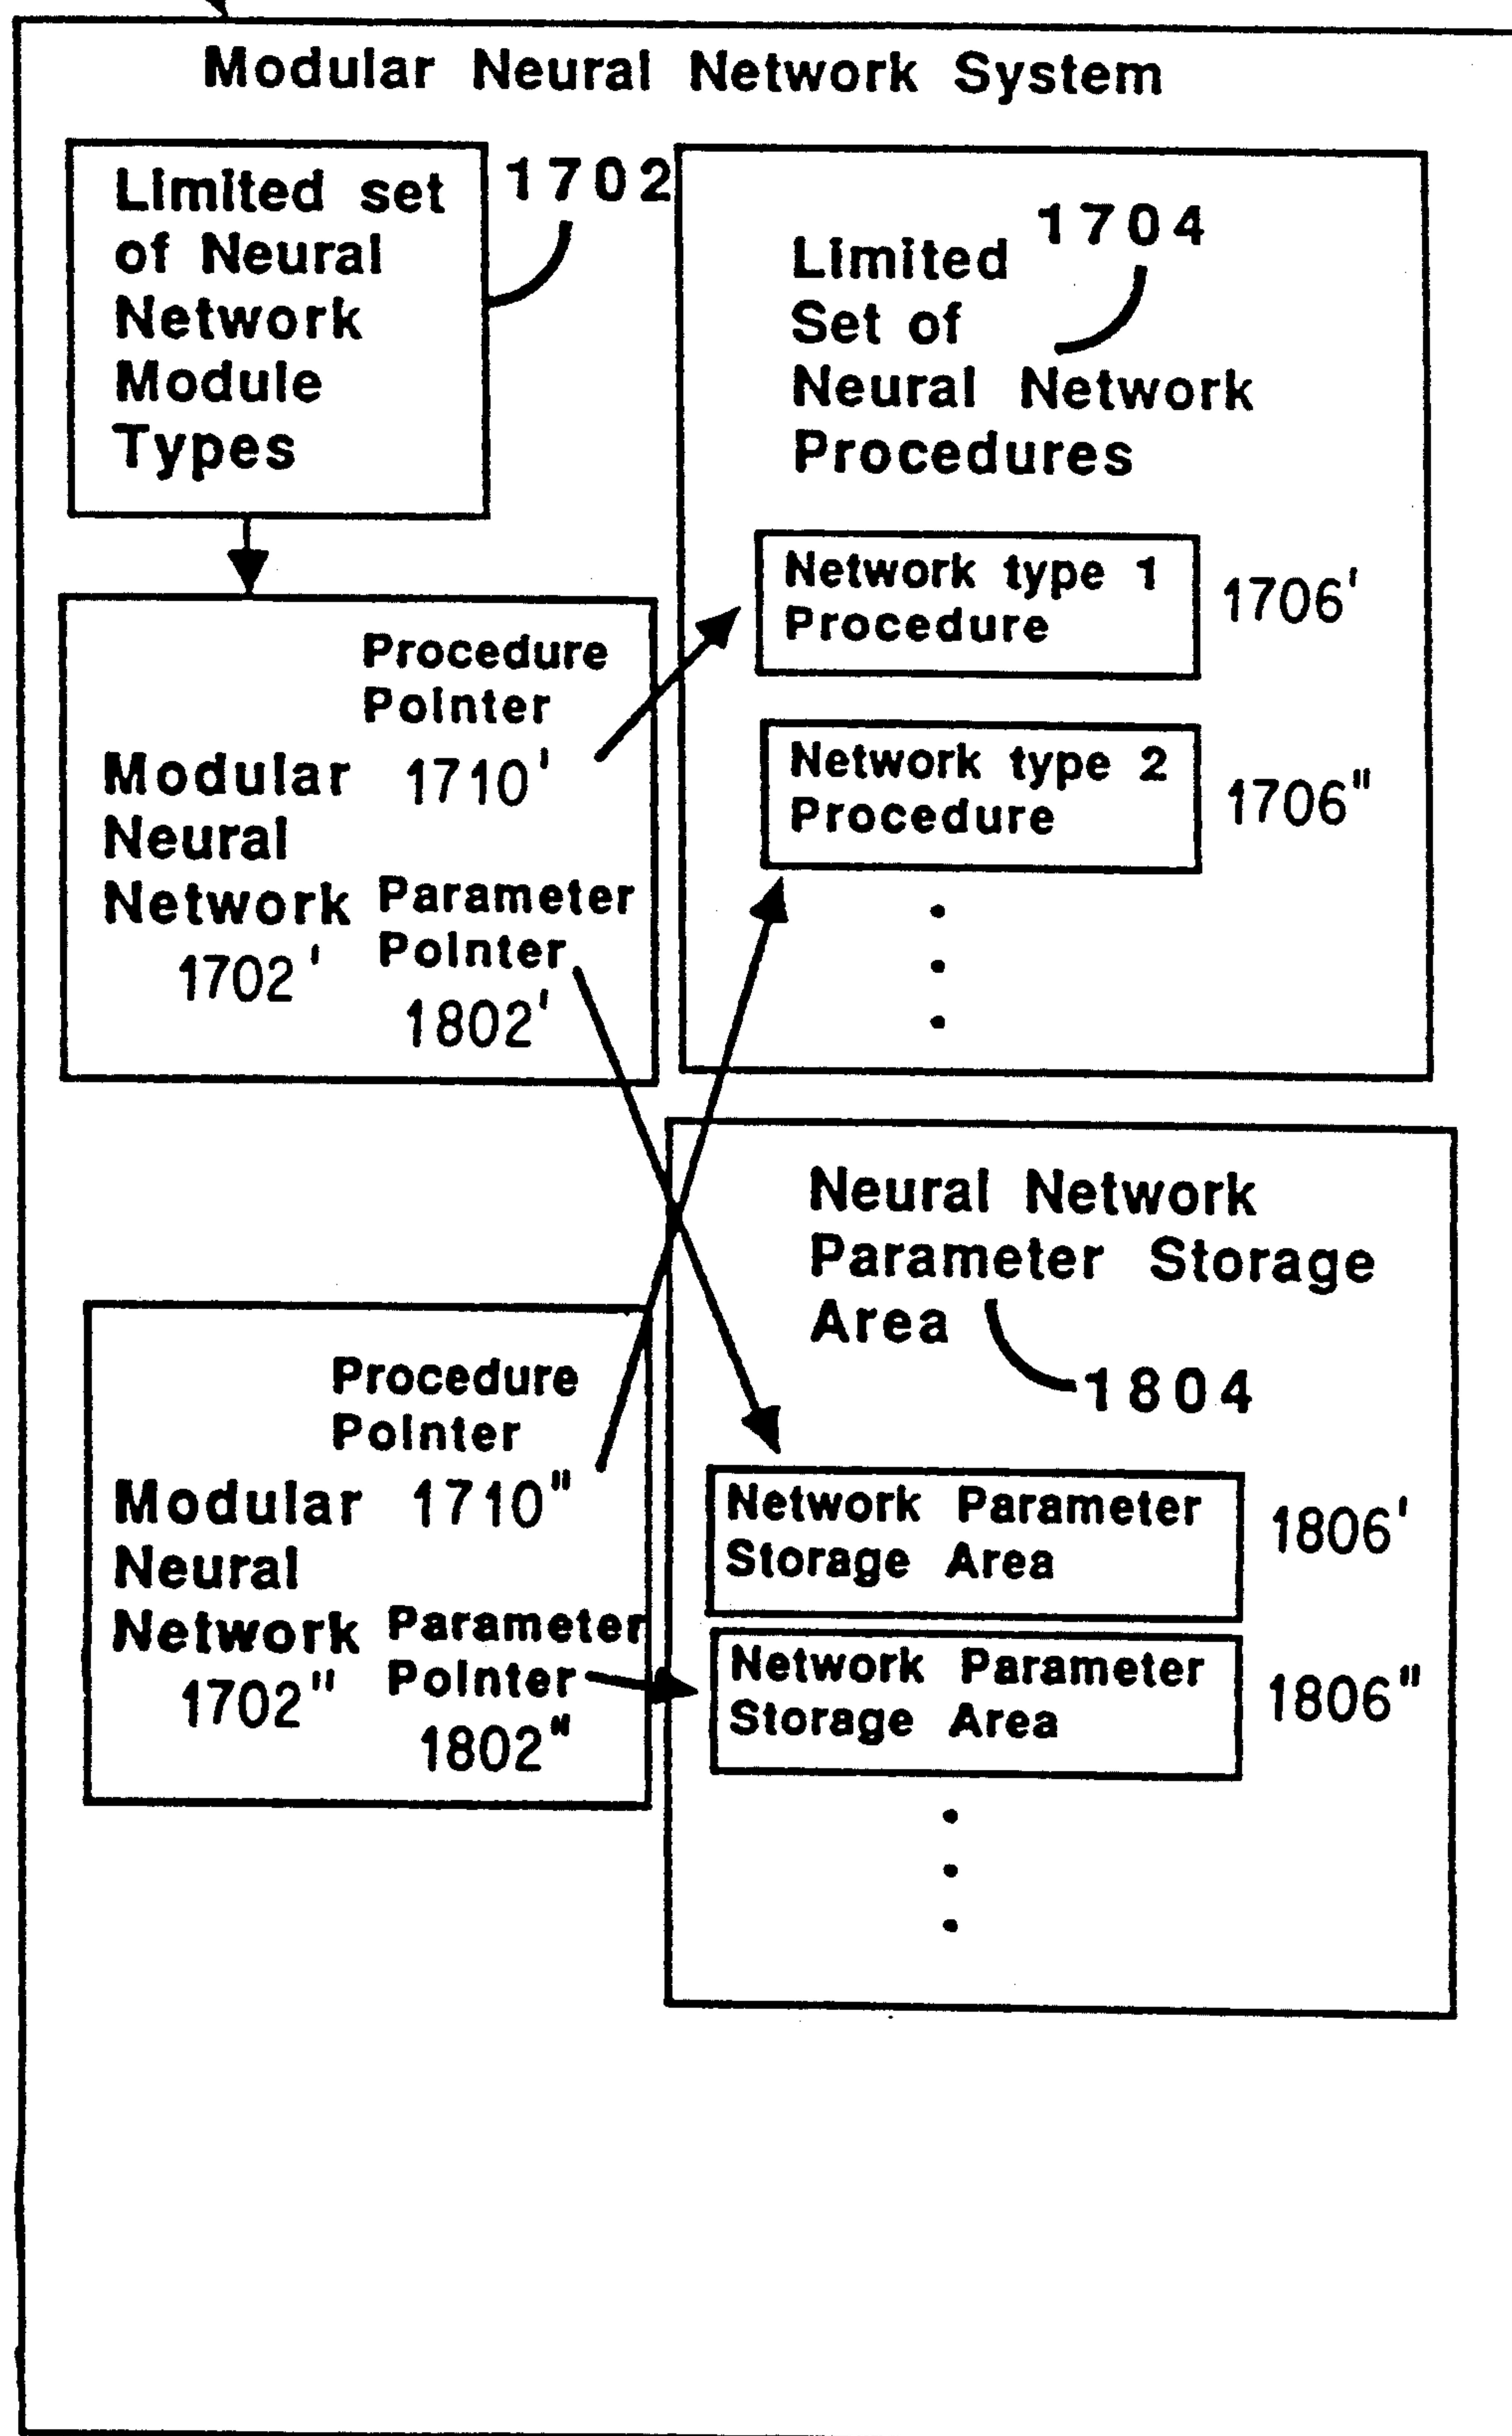 Modular Neural Network System
Limited set
of Neural
Network
Module
Types
1702
Limited
Set of
Neural Network
Procedures
1704
Network type 1
Procedure
1706'
Network type 2
Procedure
1706"
Procedure
Pointer
1710'
Modular
Neural
Network
1702'
Parameter
Pointer
1802'
Neural Network
Parameter Storage
Area
1804
Procedure
Pointer
1710"
Modular
Neural
Network
1702"
Parameter
Pointer
1802"
Network Parameter
Storage Area
1806'
Network Parameter
Storage Area
1806"